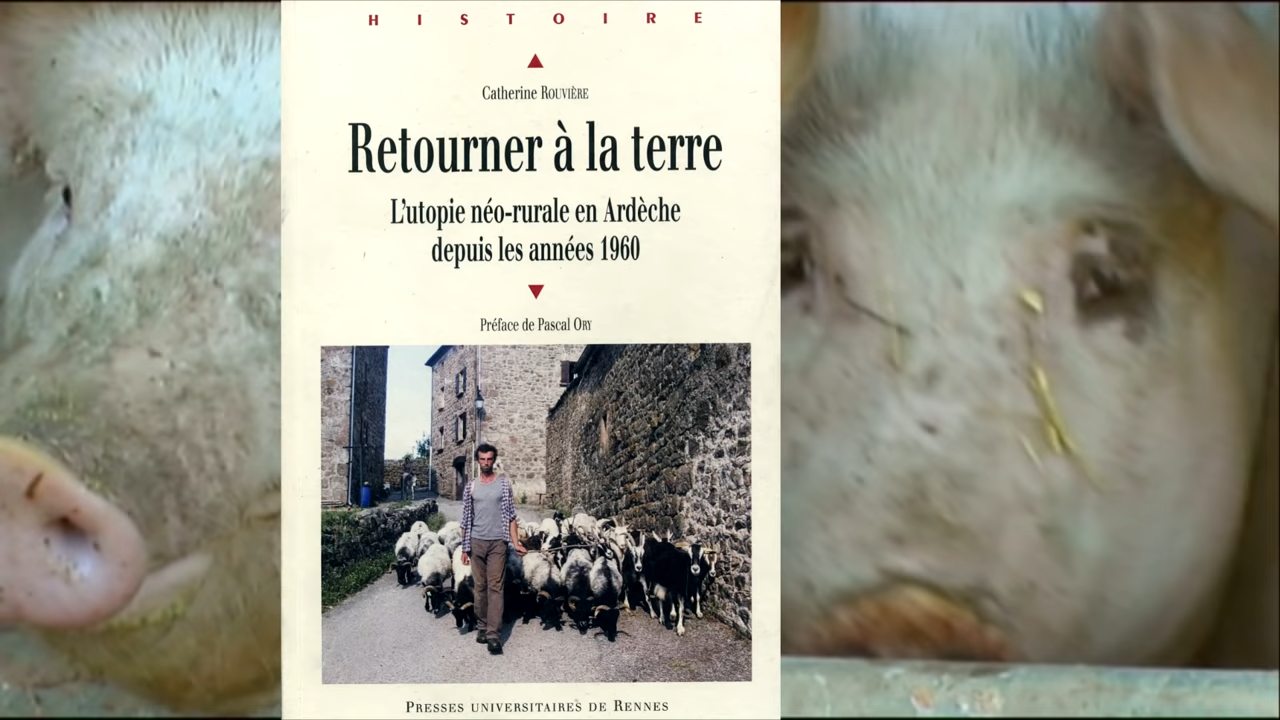 HISTOIRE
Catherine ROUVIÈRE
Retourner à la terre
L'utopie néo-rurale en Ardèche
depuis les années 1960
Préface de Pascal ORY
PRESSES UNIVERSITAIRES DE RENNES